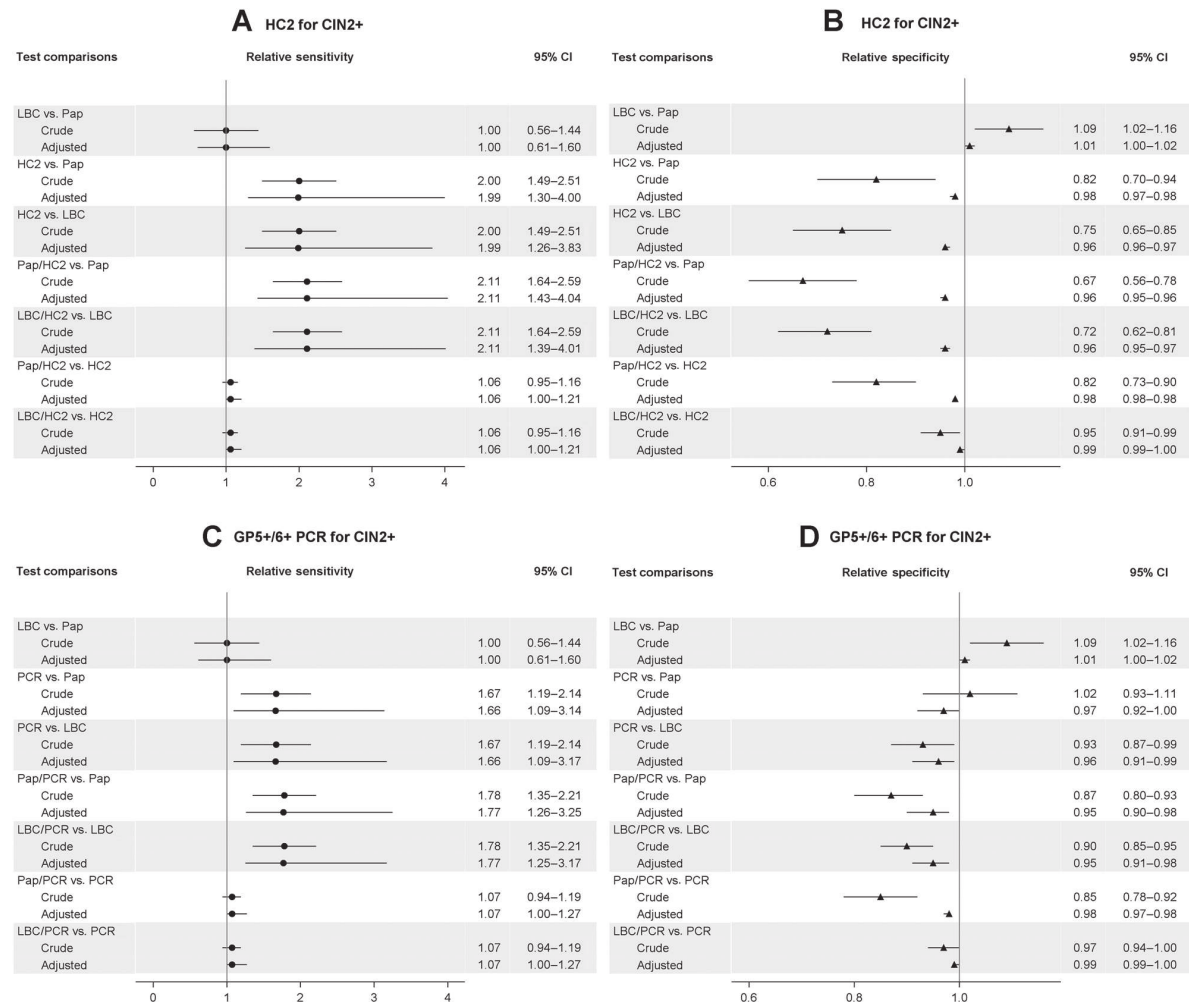 A HC2 for CIN2+
Test comparisons Relative sensitivity 95% CI
LBC vs. Pap
Crude 1.00 0.56–1.44
Adjusted 1.00 0.61–1.60
HC2 vs. Pap
Crude 2.00 1.49–2.51
Adjusted 1.99 1.30–4.00
HC2 vs. LBC
Crude 2.00 1.49–2.51
Adjusted 1.99 1.26–3.83
Pap/HC2 vs. Pap
Crude 2.11 1.64–2.59
Adjusted 2.11 1.43–4.04
LBC/HC2 vs. LBC
Crude 2.11 1.64–2.59
Adjusted 2.11 1.39–4.01
Pap/HC2 vs. HC2
Crude 1.06 0.95–1.16
Adjusted 1.06 1.00–1.21
LBC/HC2 vs. HC2
Crude 1.06 0.95–1.16
Adjusted 1.06 1.00–1.21
0 1 2 3 4
B HC2 for CIN2+
Test comparisons Relative specificity 95% CI
LBC vs. Pap
Crude 1.09 1.02–1.16
Adjusted 1.01 1.00–1.02
HC2 vs. Pap
Crude 0.82 0.70–0.94
Adjusted 0.98 0.97–0.98
HC2 vs. LBC
Crude 0.75 0.65–0.85
Adjusted 0.96 0.96–0.97
Pap/HC2 vs. Pap
Crude 0.67 0.56–0.78
Adjusted 0.96 0.95–0.96
LBC/HC2 vs. LBC
Crude 0.72 0.62–0.81
Adjusted 0.96 0.95–0.97
Pap/HC2 vs. HC2
Crude 0.82 0.73–0.90
Adjusted 0.98 0.98–0.98
LBC/HC2 vs. HC2
Crude 0.95 0.91–0.99
Adjusted 0.99 0.99–1.00
0.6 0.8 1.0
C GP5+/6+ PCR for CIN2+
Test comparisons Relative sensitivity 95% CI
LBC vs. Pap
Crude 1.00 0.56–1.44
Adjusted 1.00 0.61–1.60
PCR vs. Pap
Crude 1.67 1.19–2.14
Adjusted 1.66 1.09–3.14
PCR vs. LBC
Crude 1.67 1.19–2.14
Adjusted 1.66 1.09–3.17
Pap/PCR vs. Pap
Crude 1.78 1.35–2.21
Adjusted 1.77 1.26–3.25
LBC/PCR vs. LBC
Crude 1.78 1.35–2.21
Adjusted 1.77 1.25–3.17
Pap/PCR vs. PCR
Crude 1.07 0.94–1.19
Adjusted 1.07 1.00–1.27
LBC/PCR vs. PCR
Crude 1.07 0.94–1.19
Adjusted 1.07 1.00–1.27
0 1 2 3 4
D GP5+/6+ PCR for CIN2+
Test comparisons Relative specificity 95% CI
LBC vs. Pap
Crude 1.09 1.02–1.16
Adjusted 1.01 1.00–1.02
PCR vs. Pap
Crude 1.02 0.93–1.11
Adjusted 0.97 0.92–1.00
PCR vs. LBC
Crude 0.93 0.87–0.99
Adjusted 0.96 0.91–0.99
Pap/PCR vs. Pap
Crude 0.87 0.80–0.93
Adjusted 0.95 0.90–0.98
LBC/PCR vs. LBC
Crude 0.90 0.85–0.95
Adjusted 0.95 0.91–0.98
Pap/PCR vs. PCR
Crude 0.85 0.78–0.92
Adjusted 0.98 0.97–0.98
LBC/PCR vs. PCR
Crude 0.97 0.94–1.00
Adjusted 0.99 0.99–1.00
0.6 0.8 1.0